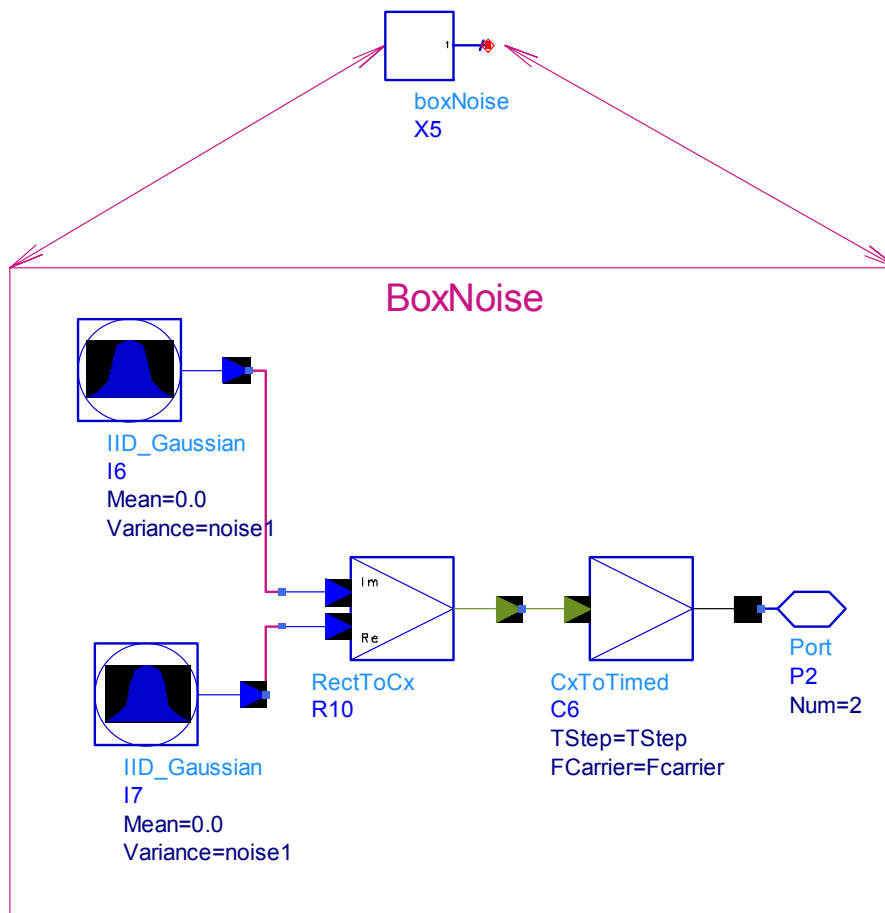 1
boxNoise
X5
BoxNoise
IID_Gaussian
I6
Mean=0.0
Variance=noise1
Im
Re
RectToCx
R10
CxToTimed
C6
TStep=TStep
FCarrier=Fcarrier
Port
P2
Num=2
IID_Gaussian
I7
Mean=0.0
Variance=noise1